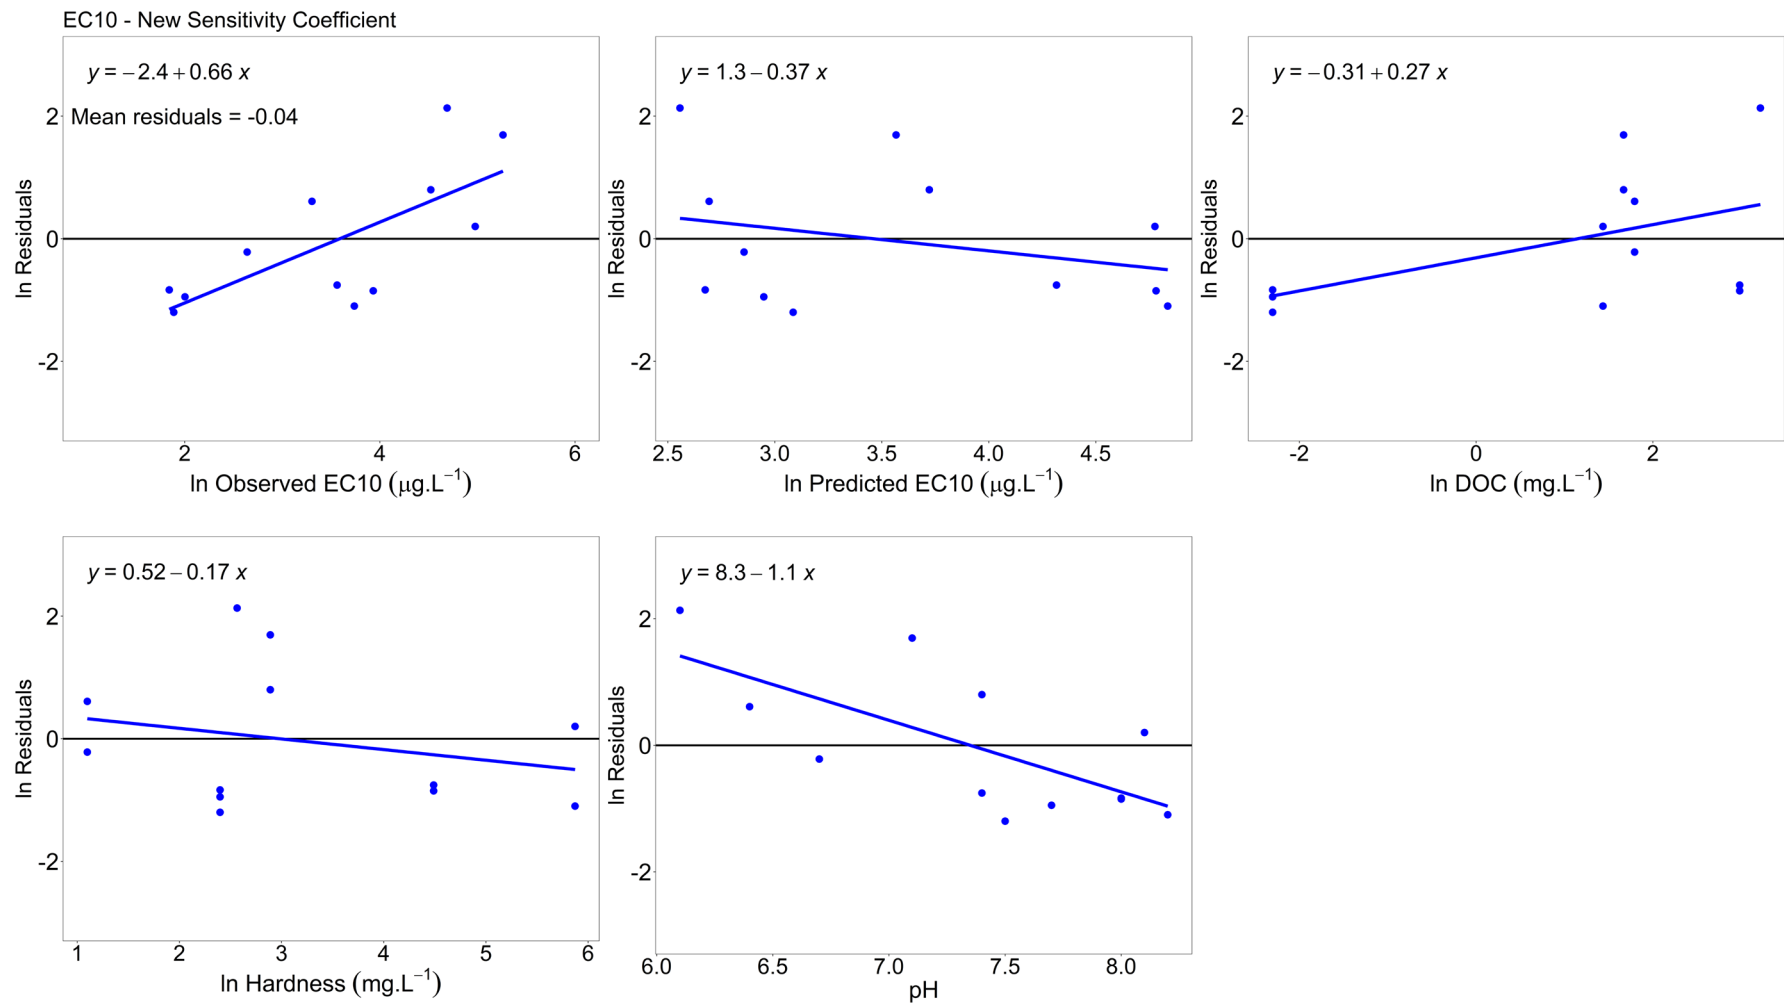 EC10 - New Sensitivity Coefficient
y = −2.4 + 0.66 x
Mean residuals = -0.04
2
0
-2
ln Residuals
2 4 6
ln Observed EC10 (μg.L⁻¹)
y = 1.3 − 0.37 x
2
0
-2
ln Residuals
2.5 3.0 3.5 4.0 4.5
ln Predicted EC10 (μg.L⁻¹)
y = −0.31 + 0.27 x
2
0
-2
ln Residuals
-2 0 2
ln DOC (mg.L⁻¹)
y = 0.52 − 0.17 x
2
0
-2
ln Residuals
1 2 3 4 5 6
ln Hardness (mg.L⁻¹)
y = 8.3 − 1.1 x
2
0
-2
ln Residuals
6.0 6.5 7.0 7.5 8.0
pH